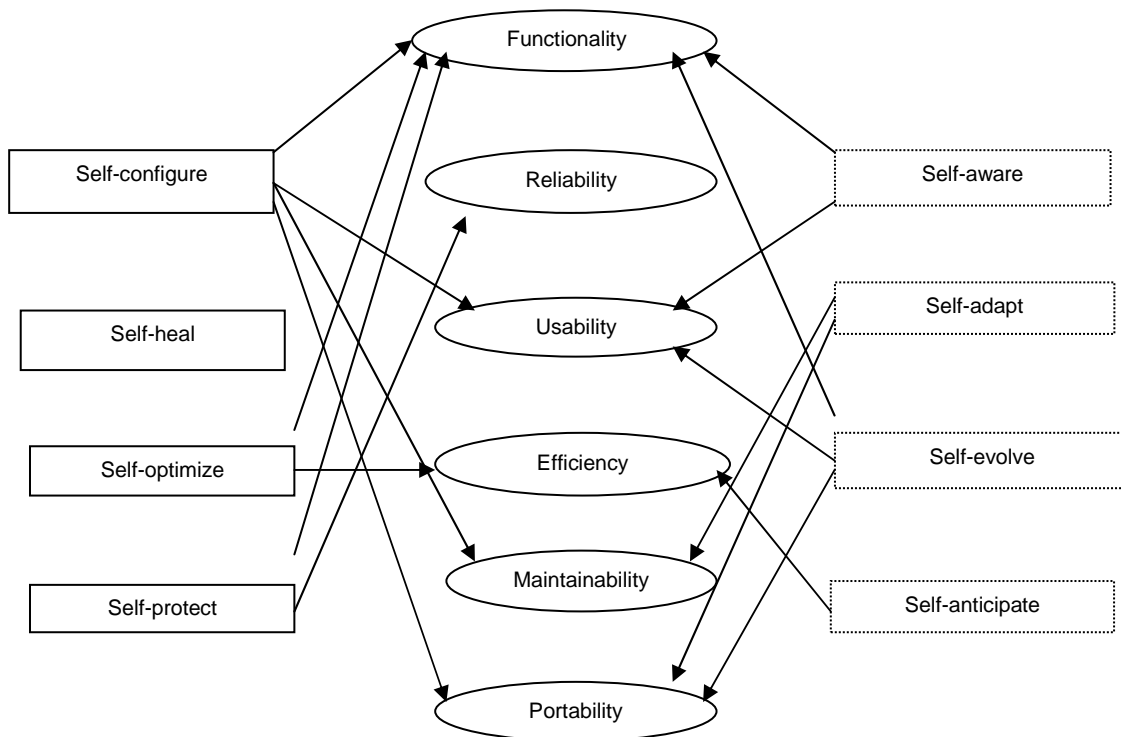 Functionality
Self-configure
Reliability
Self-aware
Self-heal
Usability
Self-adapt
Self-optimize
Efficiency
Self-evolve
Self-protect
Maintainability
Self-anticipate
Portability